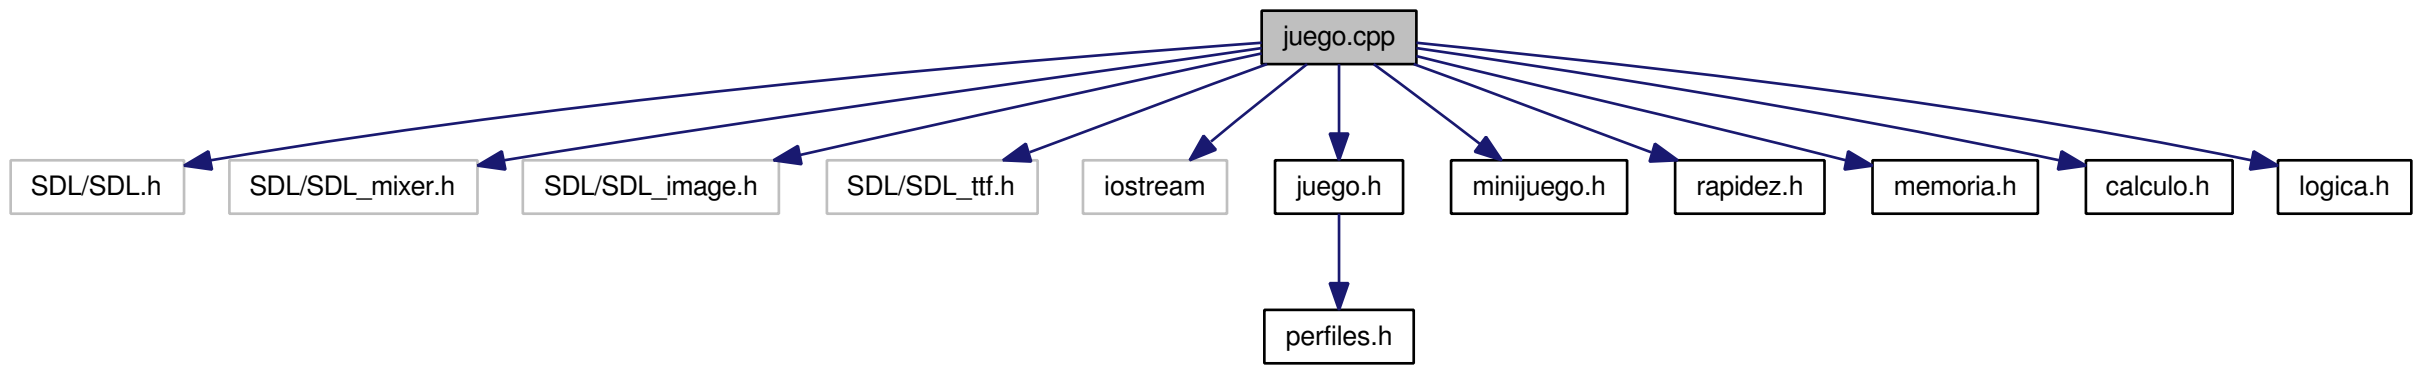 juego.cpp
SDL/SDL.h
SDL/SDL_mixer.h
SDL/SDL_image.h
SDL/SDL_ttf.h
iostream
juego.h
minijuego.h
rapidez.h
memoria.h
calculo.h
logica.h
perfiles.h